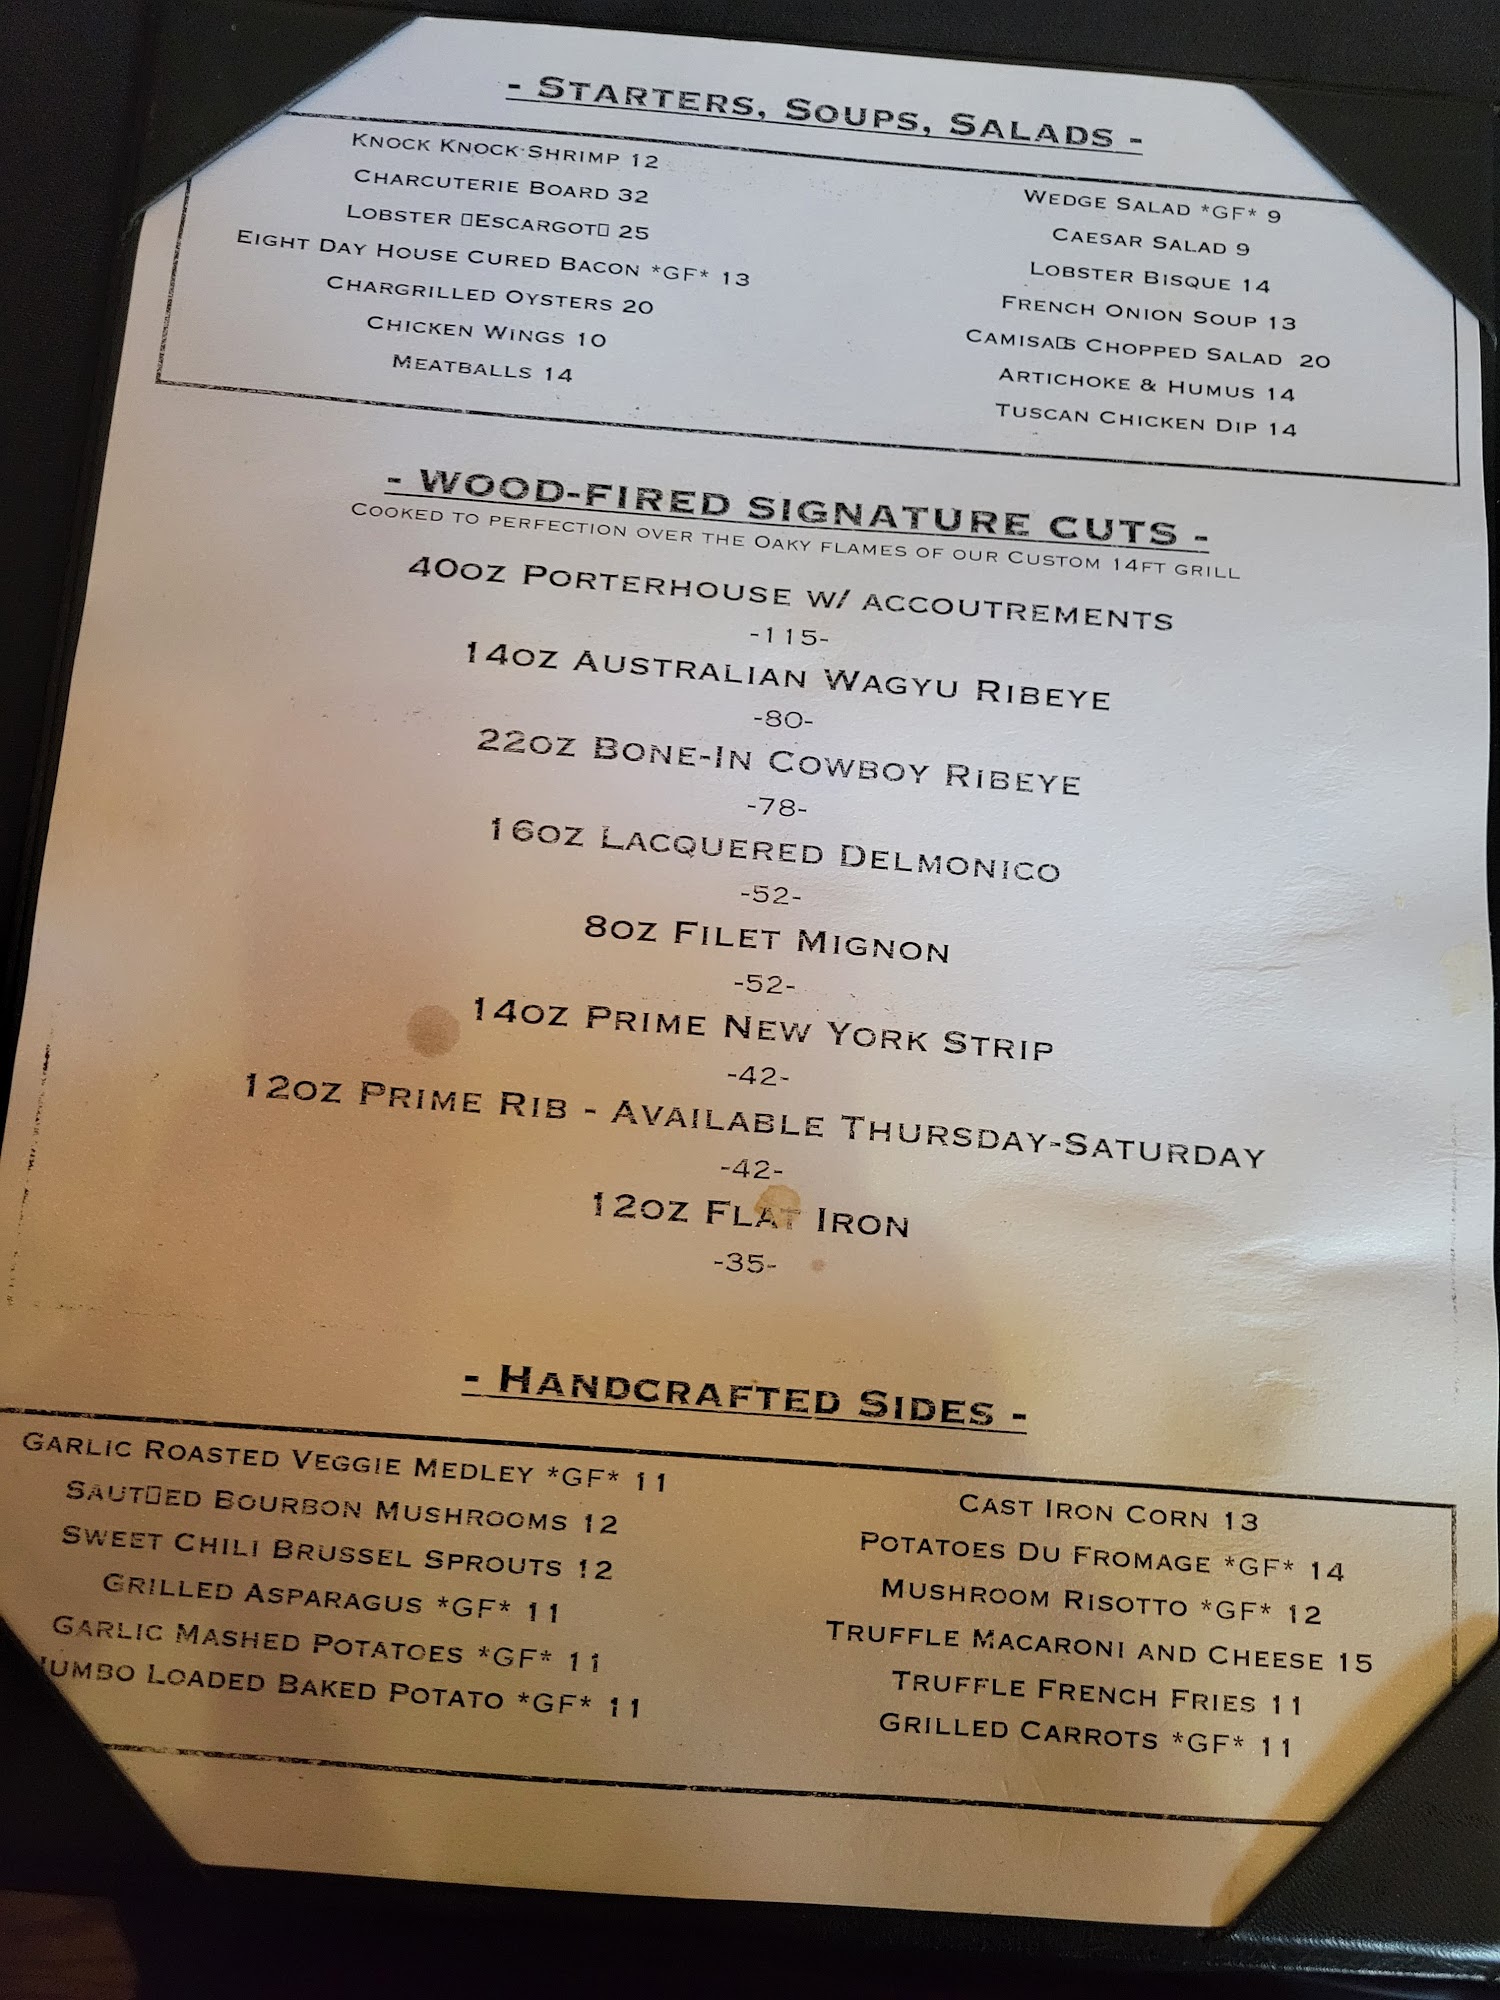 - Starters, Soups, Salads -
Knock Knock Shrimp 12
Charcuterie Board 32
Lobster ▯Escargot▯ 25
Eight Day House Cured Bacon *GF* 13
Chargrilled Oysters 20
Chicken Wings 10
Meatballs 14
Wedge Salad *GF* 9
Caesar Salad 9
Lobster Bisque 14
French Onion Soup 13
Camisa▯s Chopped Salad 20
Artichoke & Humus 14
Tuscan Chicken Dip 14
- WOOD-FIRED SIGNATURE CUTS -
Cooked to perfection over the Oaky flames of our Custom 14ft grill
40oz Porterhouse w/ accoutrements
-115-
14oz Australian Wagyu Ribeye
-80-
22oz Bone-In Cowboy Ribeye
-78-
16oz Lacquered Delmonico
-52-
8oz Filet Mignon
-52-
14oz Prime New York Strip
-42-
12oz Prime Rib - Available Thursday-Saturday
-42-
12oz Flat Iron
-35-
- Handcrafted Sides -
Garlic Roasted Veggie Medley *GF* 11
Saut▯ed Bourbon Mushrooms 12
Sweet Chili Brussel Sprouts 12
Grilled Asparagus *GF* 11
Garlic Mashed Potatoes *GF* 11
Jumbo Loaded Baked Potato *GF* 11
Cast Iron Corn 13
Potatoes Du Fromage *GF* 14
Mushroom Risotto *GF* 12
Truffle Macaroni and Cheese 15
Truffle French Fries 11
Grilled Carrots *GF* 11